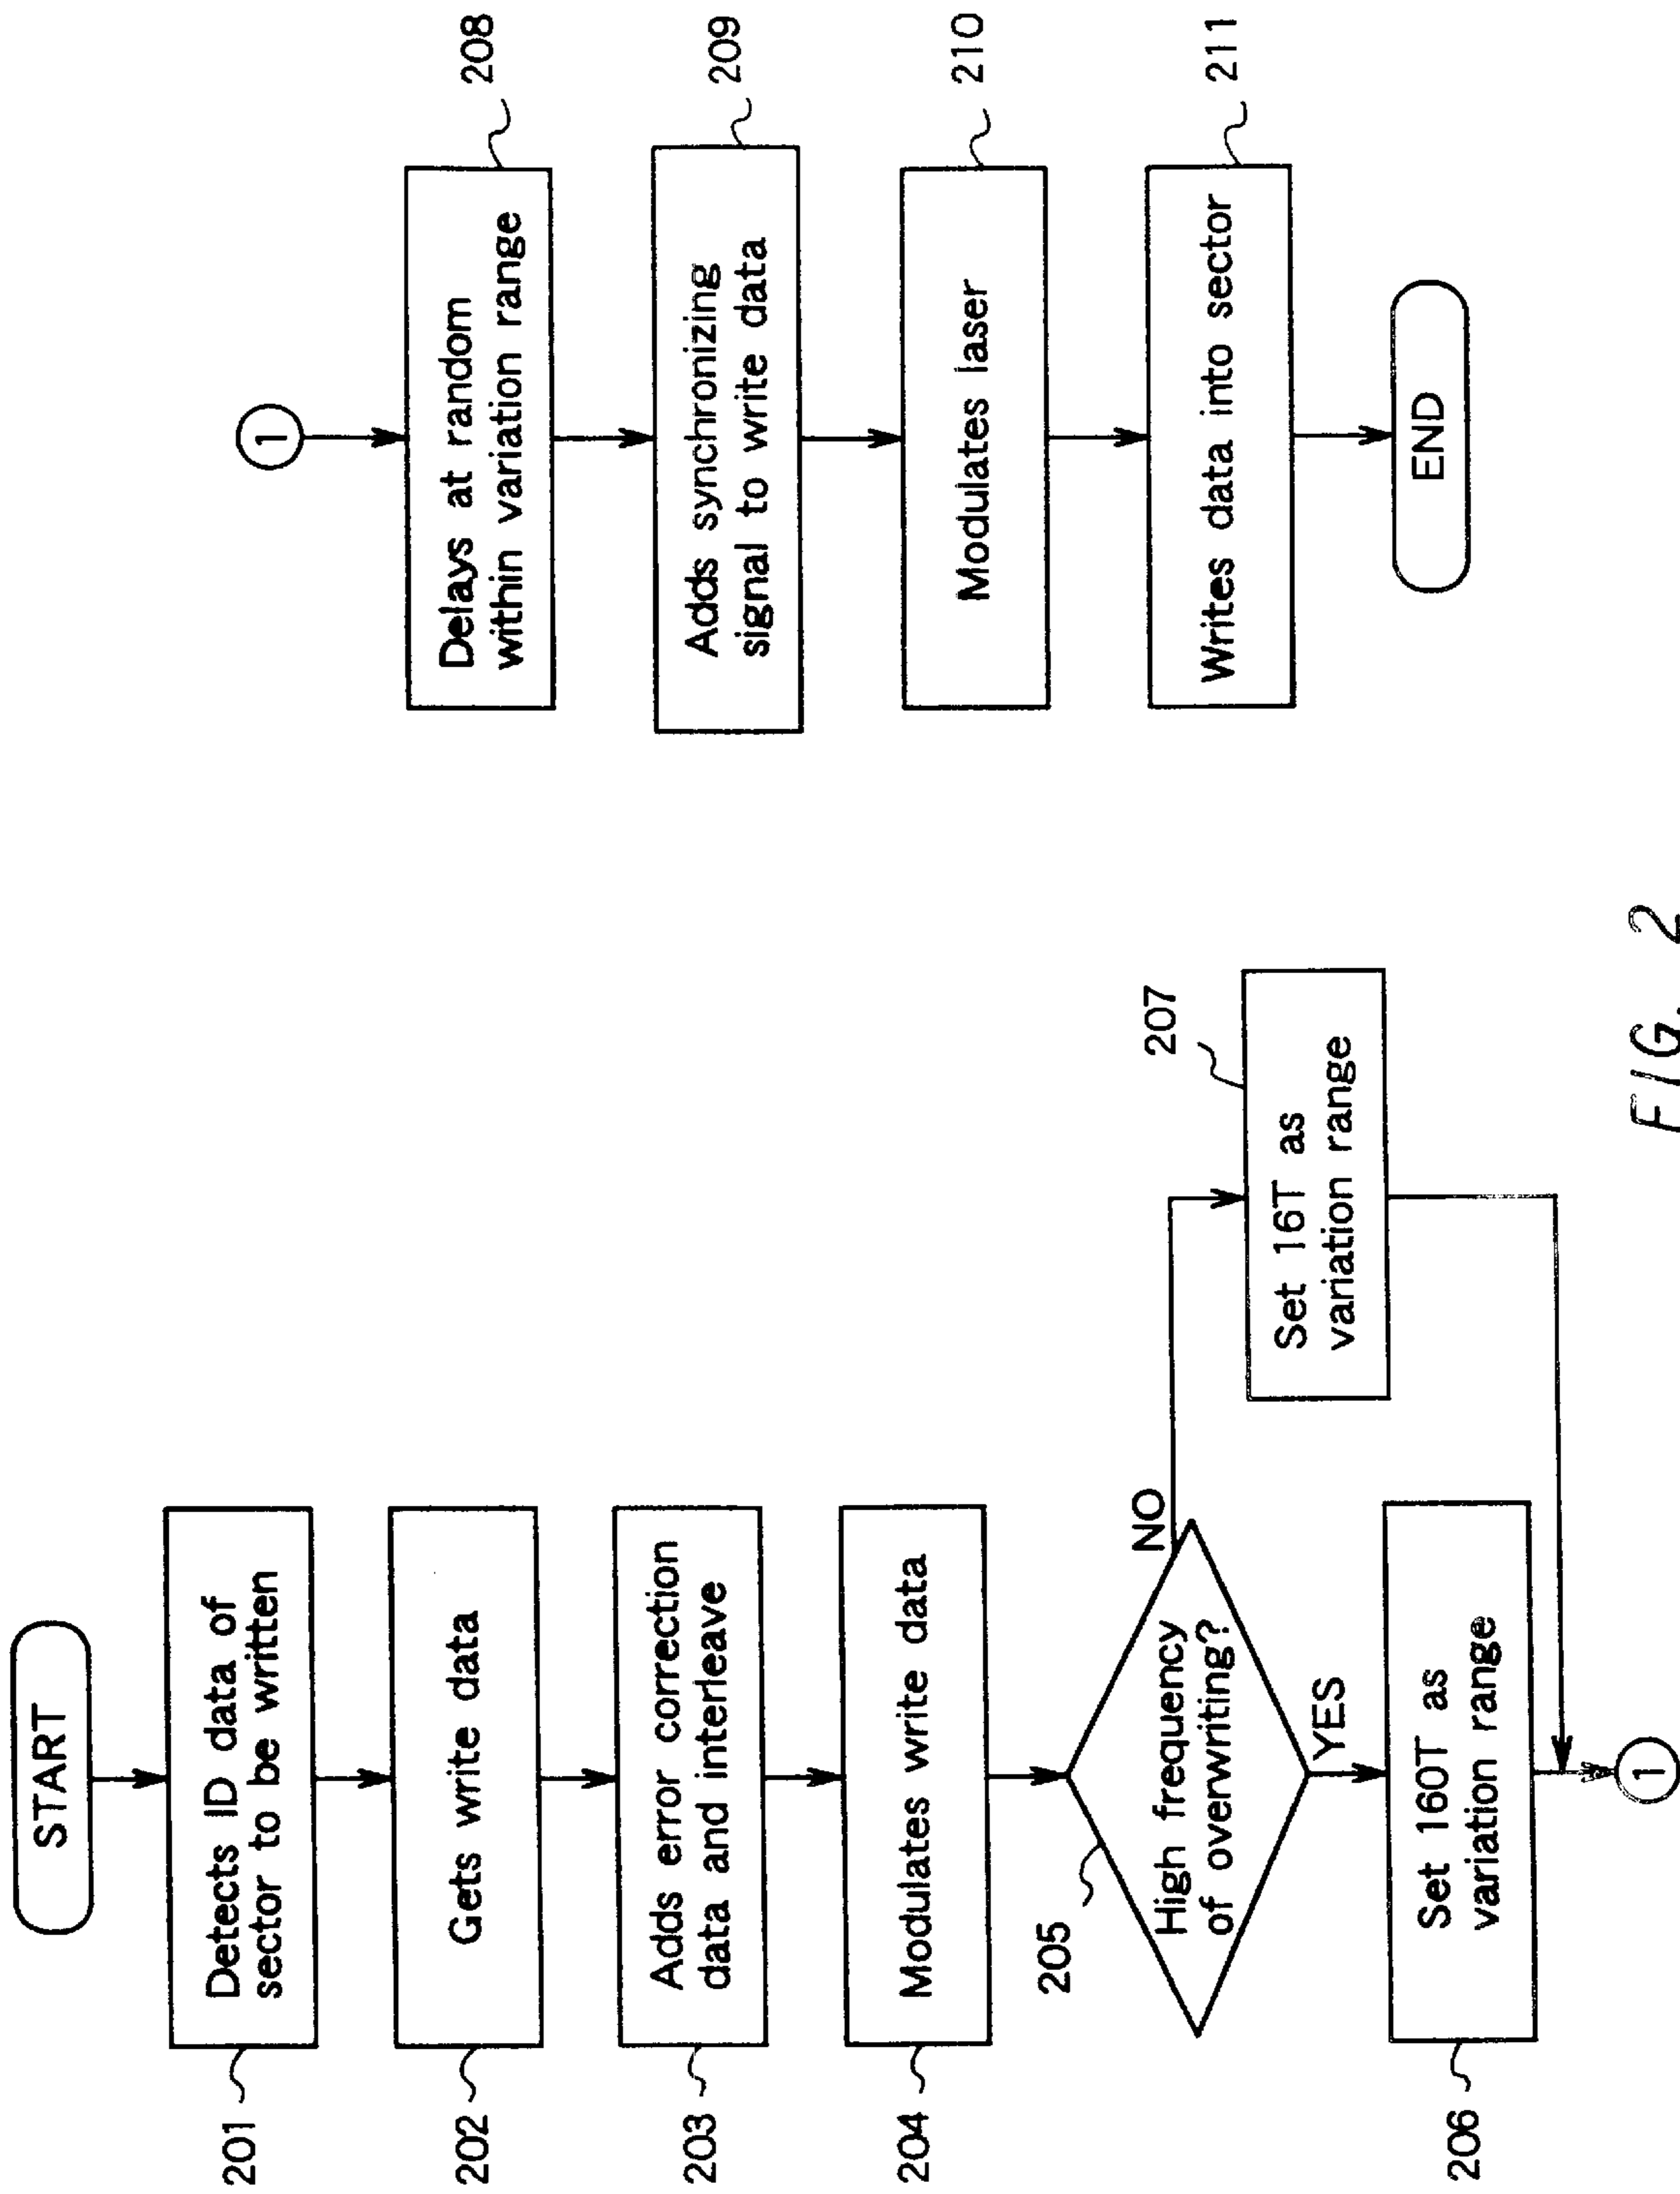 START
201
Detects ID data of
sector to be written
202
Gets write data
203
Adds error correction
data and interleave
204
Modulates write data
205
High frequency
of overwriting?
NO
YES
207
Set 16T as
variation range
206
Set 160T as
variation range
1
1
208
Delays at random
within variation range
209
Adds synchronizing
signal to write data
210
Modulates laser
211
Writes data into sector
END
FIG. 2